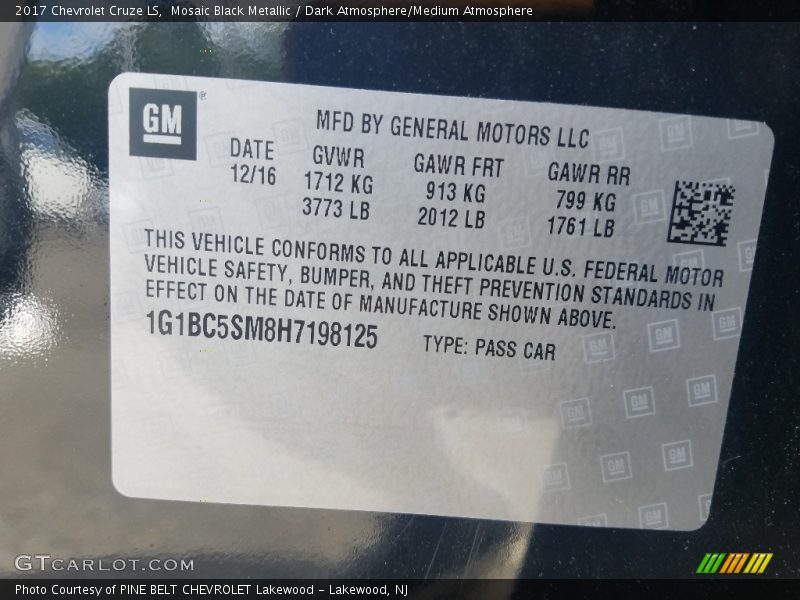 2017 Chevrolet Cruze LS, Mosaic Black Metallic / Dark Atmosphere/Medium Atmosphere
GM ®
MFD BY GENERAL MOTORS LLC
DATE GVWR GAWR FRT GAWR RR
12/16 1712 KG 913 KG 799 KG
3773 LB 2012 LB 1761 LB
THIS VEHICLE CONFORMS TO ALL APPLICABLE U.S. FEDERAL MOTOR
VEHICLE SAFETY, BUMPER, AND THEFT PREVENTION STANDARDS IN
EFFECT ON THE DATE OF MANUFACTURE SHOWN ABOVE.
1G1BC5SM8H7198125 TYPE: PASS CAR
GTCARLOT.COM
Photo Courtesy of PINE BELT CHEVROLET Lakewood – Lakewood, NJ